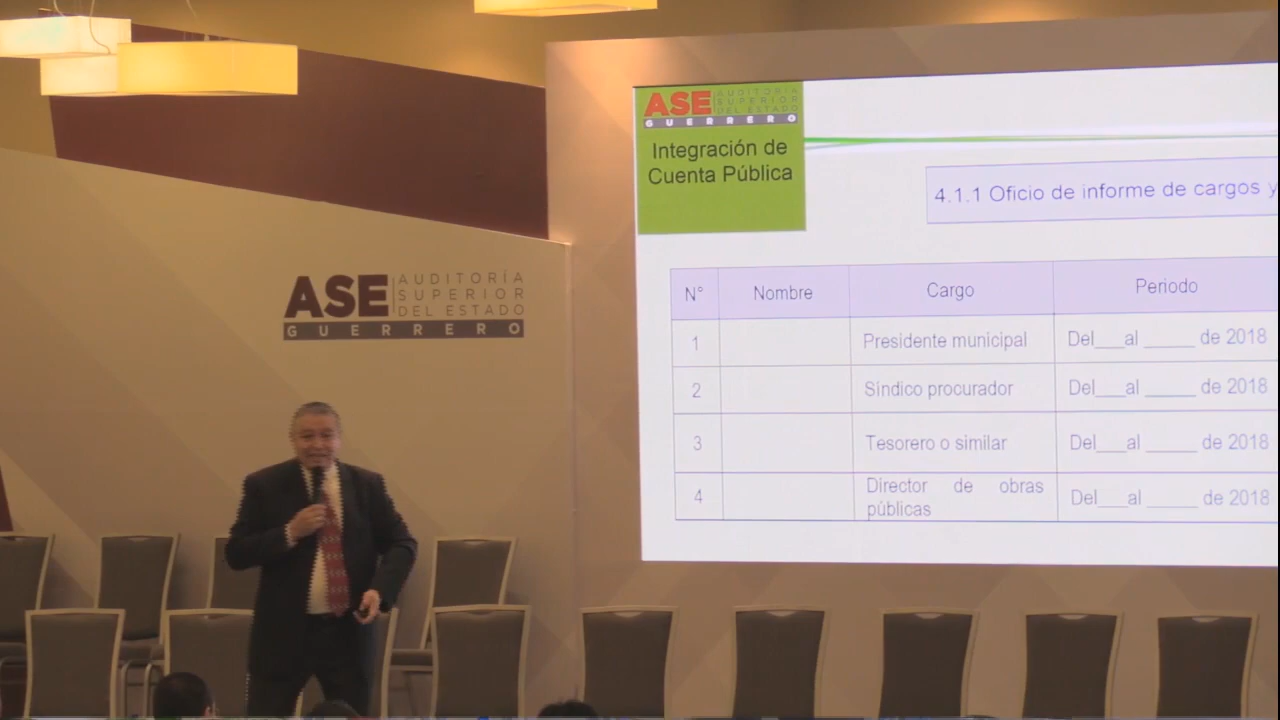 ASE AUDITORÍA
SUPERIOR
DEL ESTADO
GUERRERO
ASE AUDITORÍA
SUPERIOR
DEL ESTADO
GUERRERO
Integración de
Cuenta Pública
4.1.1 Oficio de informe de cargos y
N° Nombre Cargo Periodo
1 Presidente municipal Del___al _____ de 2018
2 Sindico procurador Del___al _____ de 2018
3 Tesorero o similar Del___al _____ de 2018
4 Director de obras públicas Del___al _____ de 2018